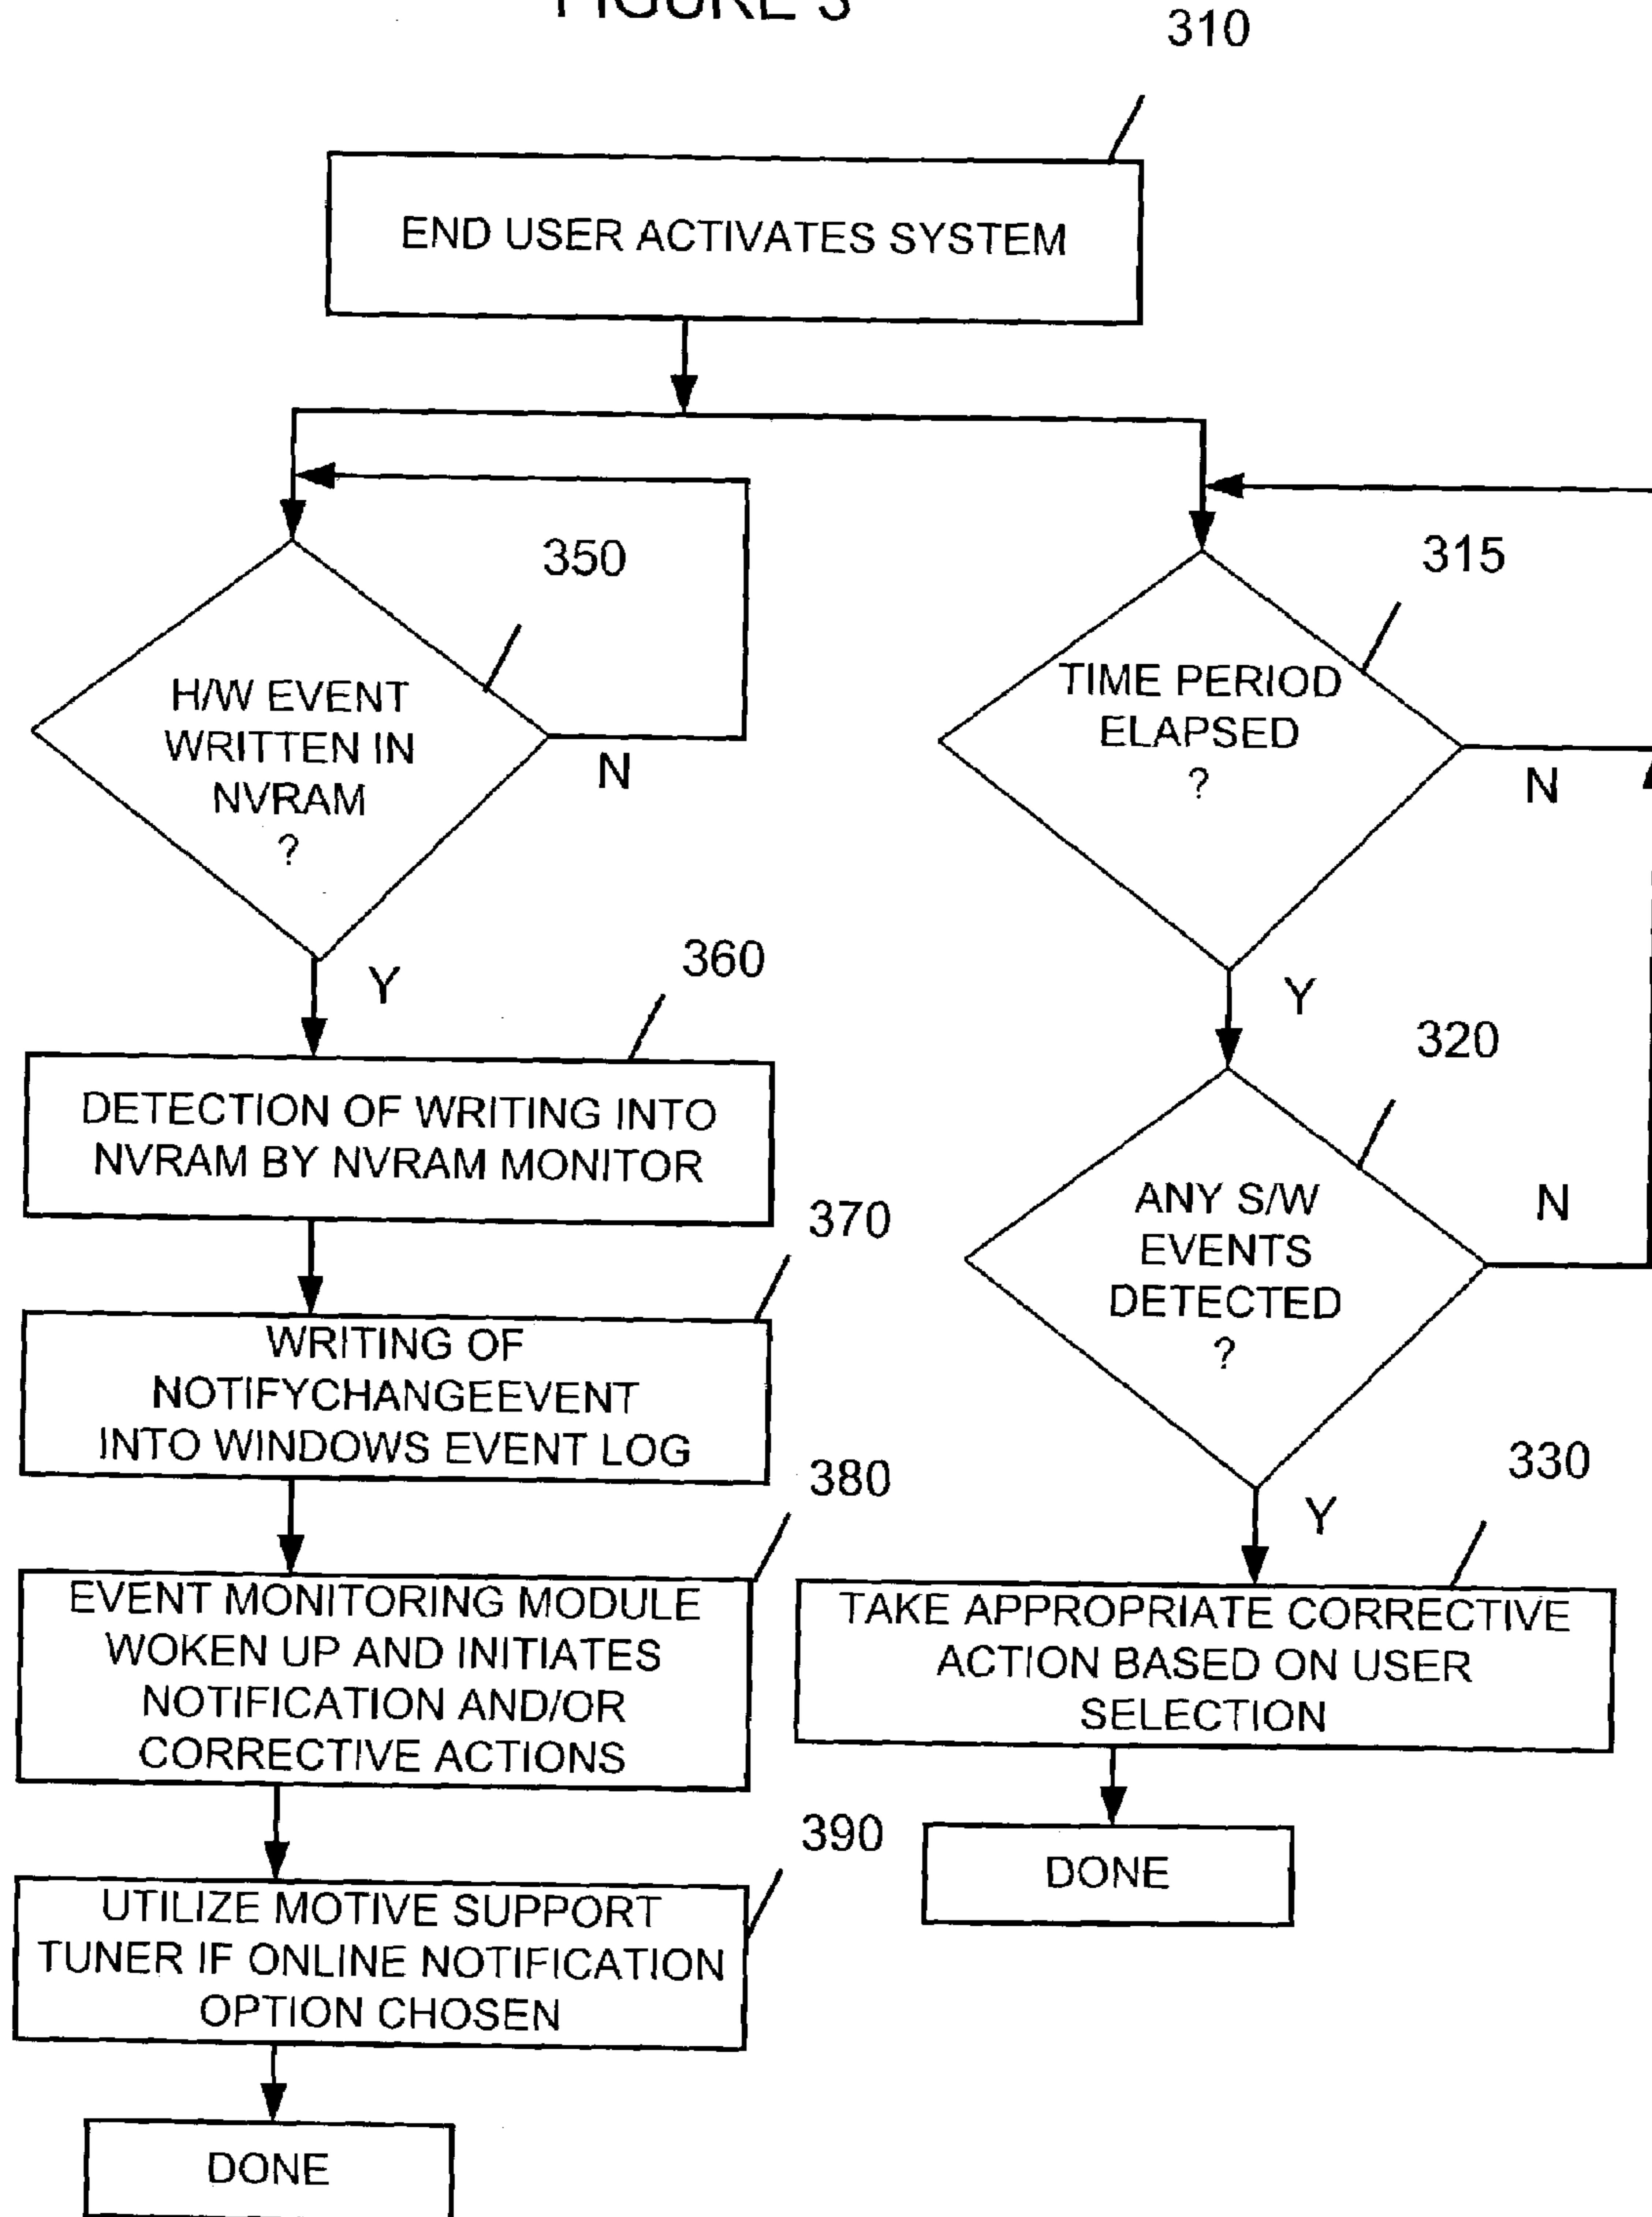 FIGURE 3
310
END USER ACTIVATES SYSTEM
350
H/W EVENT
WRITTEN IN
NVRAM
?
N
Y
315
TIME PERIOD
ELAPSED
?
N
Y
360
DETECTION OF WRITING INTO
NVRAM BY NVRAM MONITOR
320
ANY S/W
EVENTS
DETECTED
?
N
Y
370
WRITING OF
NOTIFYCHANGEEVENT
INTO WINDOWS EVENT LOG
380
EVENT MONITORING MODULE
WOKEN UP AND INITIATES
NOTIFICATION AND/OR
CORRECTIVE ACTIONS
330
TAKE APPROPRIATE CORRECTIVE
ACTION BASED ON USER
SELECTION
DONE
390
UTILIZE MOTIVE SUPPORT
TUNER IF ONLINE NOTIFICATION
OPTION CHOSEN
DONE